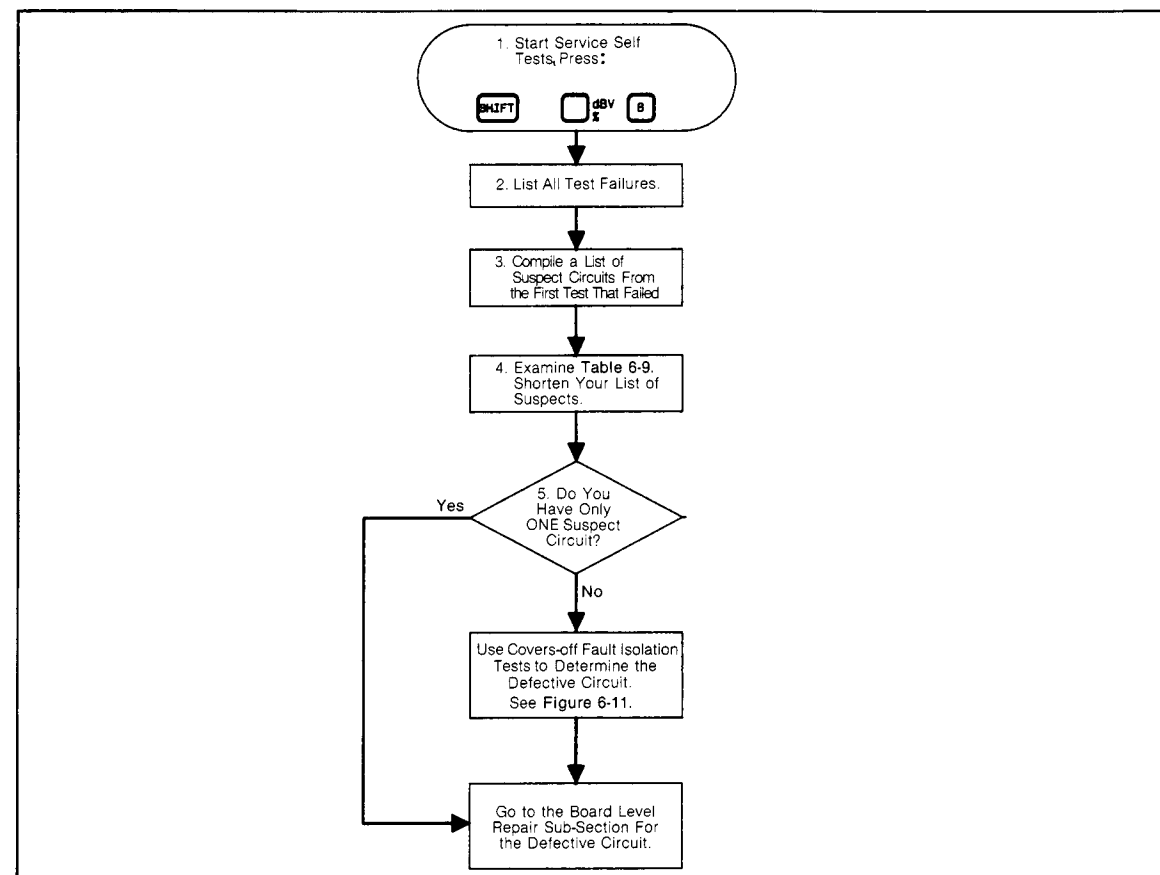 1. Start Service Self
Tests, Press:
SHIFT dBV B
%
2. List All Test Failures.
3. Compile a List of
Suspect Circuits From
the First Test That Failed
4. Examine Table 6-9.
Shorten Your List of
Suspects.
5. Do You
Have Only
ONE Suspect
Circuit?
Yes
No
Use Covers-off Fault Isolation
Tests to Determine the
Defective Circuit.
See Figure 6-11.
Go to the Board Level
Repair Sub-Section For
the Defective Circuit.